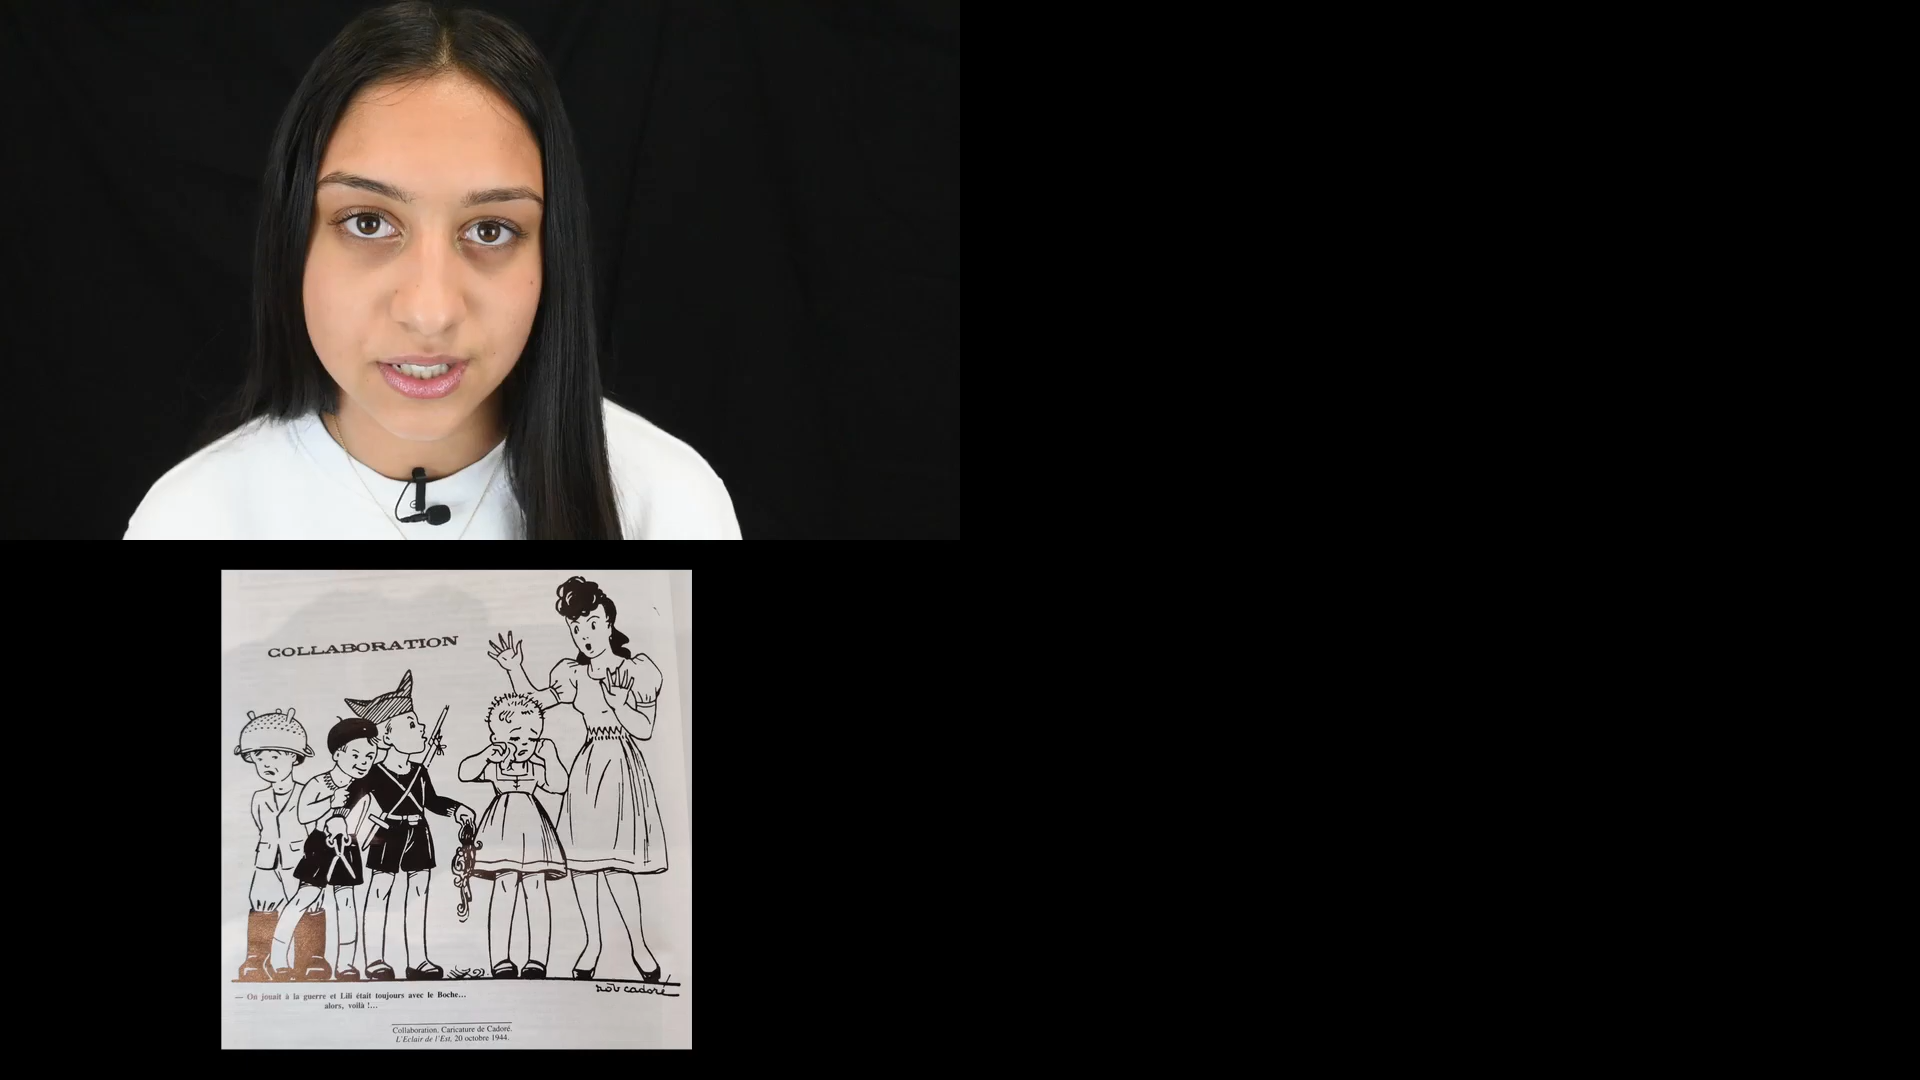 COLLABORATION
rob cadoré
— On jouait à la guerre et Lili était toujours avec le Boche...
alors, voilà !...
Collaboration. Caricature de Cadoré.
L'Eclair de l'Est, 20 octobre 1944.